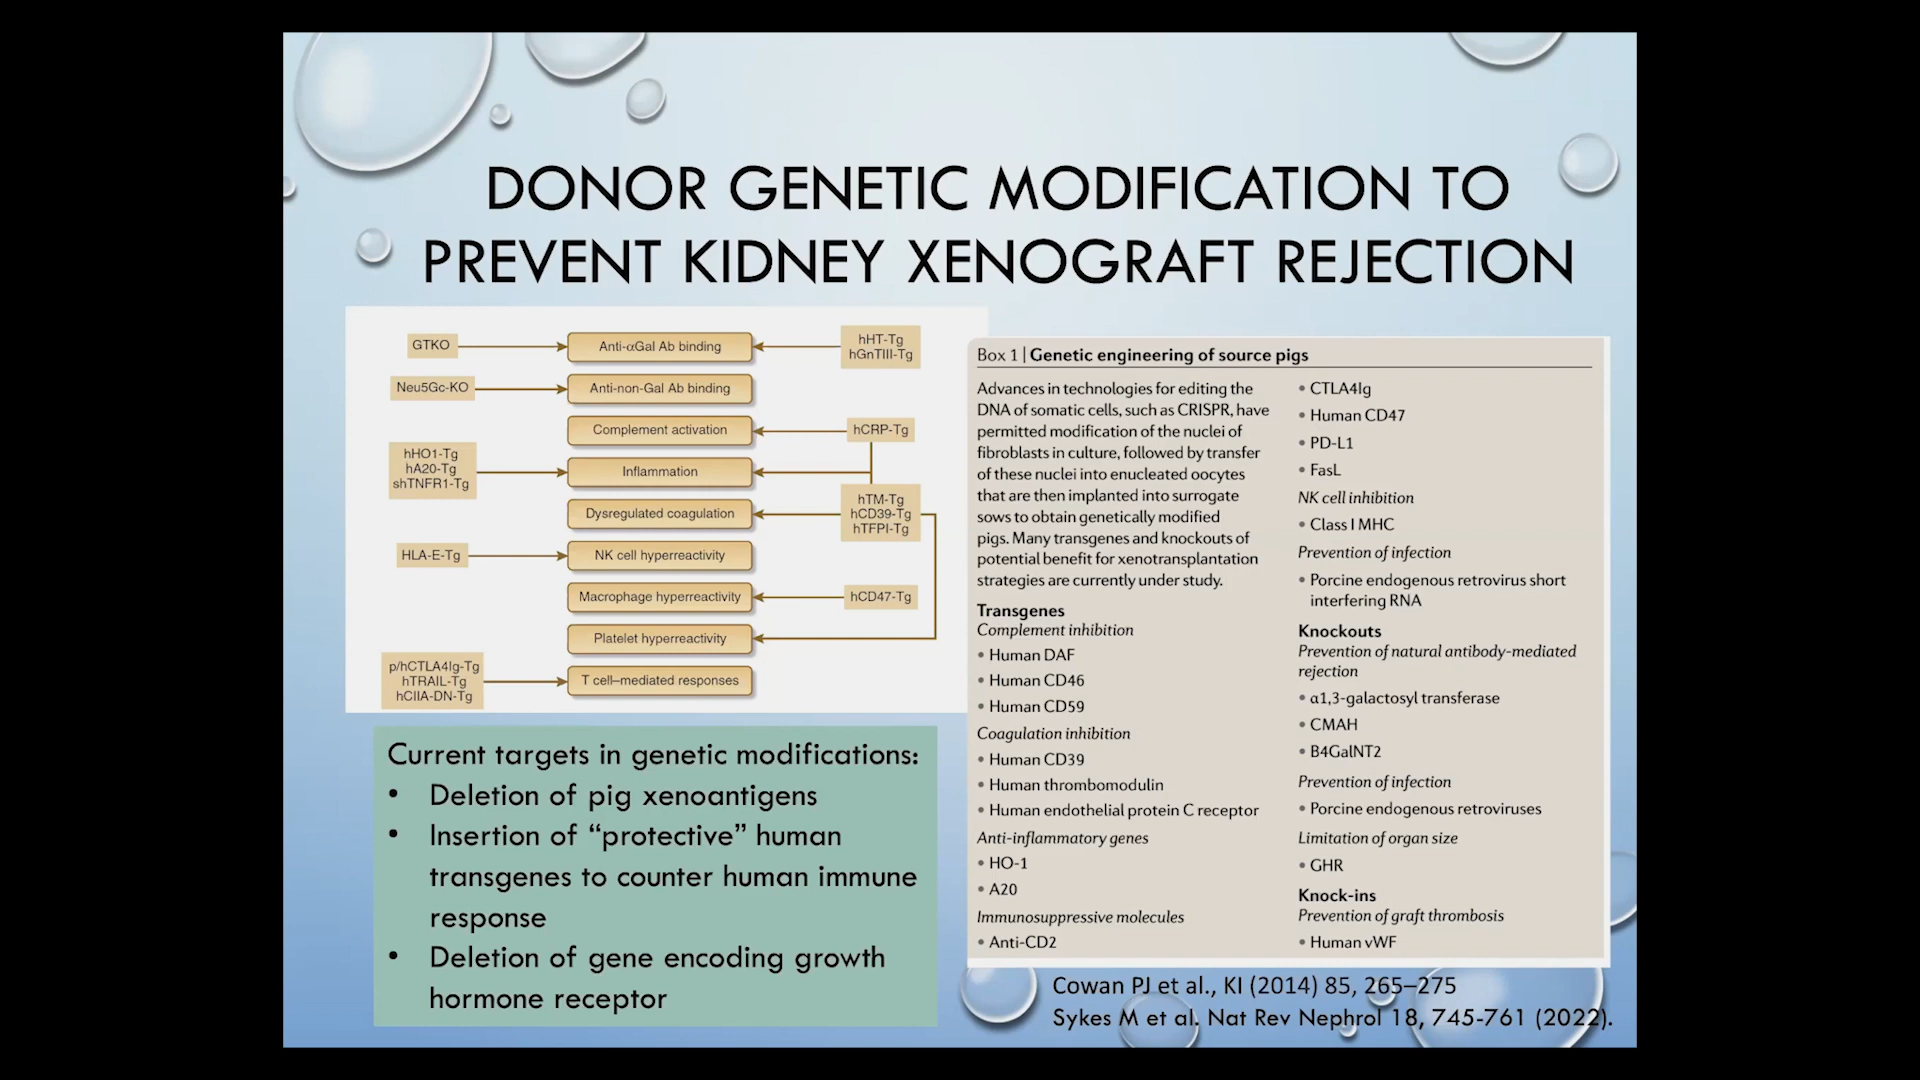 DONOR GENETIC MODIFICATION TO
PREVENT KIDNEY XENOGRAFT REJECTION
GTKO
Anti-αGal Ab binding
hHT-Tg
hGnTIII-Tg
Neu5Gc-KO
Anti-non-Gal Ab binding
Complement activation
hCRP-Tg
hHO1-Tg
hA20-Tg
shTNFR1-Tg
Inflammation
Dysregulated coagulation
hTM-Tg
hCD39-Tg
hTFPI-Tg
HLA-E-Tg
NK cell hyperreactivity
Macrophage hyperreactivity
hCD47-Tg
Platelet hyperreactivity
p/hCTLA4Ig-Tg
hTRAIL-Tg
hCIIA-DN-Tg
T cell–mediated responses
Current targets in genetic modifications:
• Deletion of pig xenoantigens
• Insertion of “protective” human
transgenes to counter human immune
response
• Deletion of gene encoding growth
hormone receptor
Box 1 | Genetic engineering of source pigs
Advances in technologies for editing the
DNA of somatic cells, such as CRISPR, have
permitted modification of the nuclei of
fibroblasts in culture, followed by transfer
of these nuclei into enucleated oocytes
that are then implanted into surrogate
sows to obtain genetically modified
pigs. Many transgenes and knockouts of
potential benefit for xenotransplantation
strategies are currently under study.
Transgenes
Complement inhibition
• Human DAF
• Human CD46
• Human CD59
Coagulation inhibition
• Human CD39
• Human thrombomodulin
• Human endothelial protein C receptor
Anti-inflammatory genes
• HO-1
• A20
Immunosuppressive molecules
• Anti-CD2
• CTLA4Ig
• Human CD47
• PD-L1
• FasL
NK cell inhibition
• Class I MHC
Prevention of infection
• Porcine endogenous retrovirus short
interfering RNA
Knockouts
Prevention of natural antibody-mediated
rejection
• α1,3-galactosyl transferase
• CMAH
• B4GalNT2
Prevention of infection
• Porcine endogenous retroviruses
Limitation of organ size
• GHR
Knock-ins
Prevention of graft thrombosis
• Human vWF
Cowan PJ et al., KI (2014) 85, 265–275
Sykes M et al. Nat Rev Nephrol 18, 745-761 (2022).